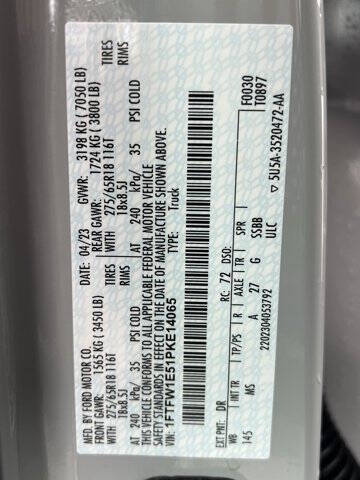 MFD. BY FORD MOTOR CO.
DATE: 04/23 GVWR: 3198 KG ( 7050 LB)
FRONT GAWR: 1565 KG ( 3450 LB) REAR GAWR: 1724 KG ( 3800 LB)
WITH 275/65R18 116T TIRES WITH 275/65R18 116T TIRES
18x8.5J RIMS 18x8.5J RIMS
AT 240 kPa/ 35 PSI COLD AT 240 kPa/ 35 PSI COLD
THIS VEHICLE CONFORMS TO ALL APPLICABLE FEDERAL MOTOR VEHICLE
SAFETY STANDARDS IN EFFECT ON THE DATE OF MANUFACTURE SHOWN ABOVE.
VIN: 1FTFW1E51PKE14065 TYPE: Truck
F0030
T0897
EXT PNT: DR RC: 72 DSO:
WB INT TR TP/PS R AXLE TR SPR
145 MS A 27 G SSBB
ULC
2202304053792
▽ 5U5A-3520472-AA